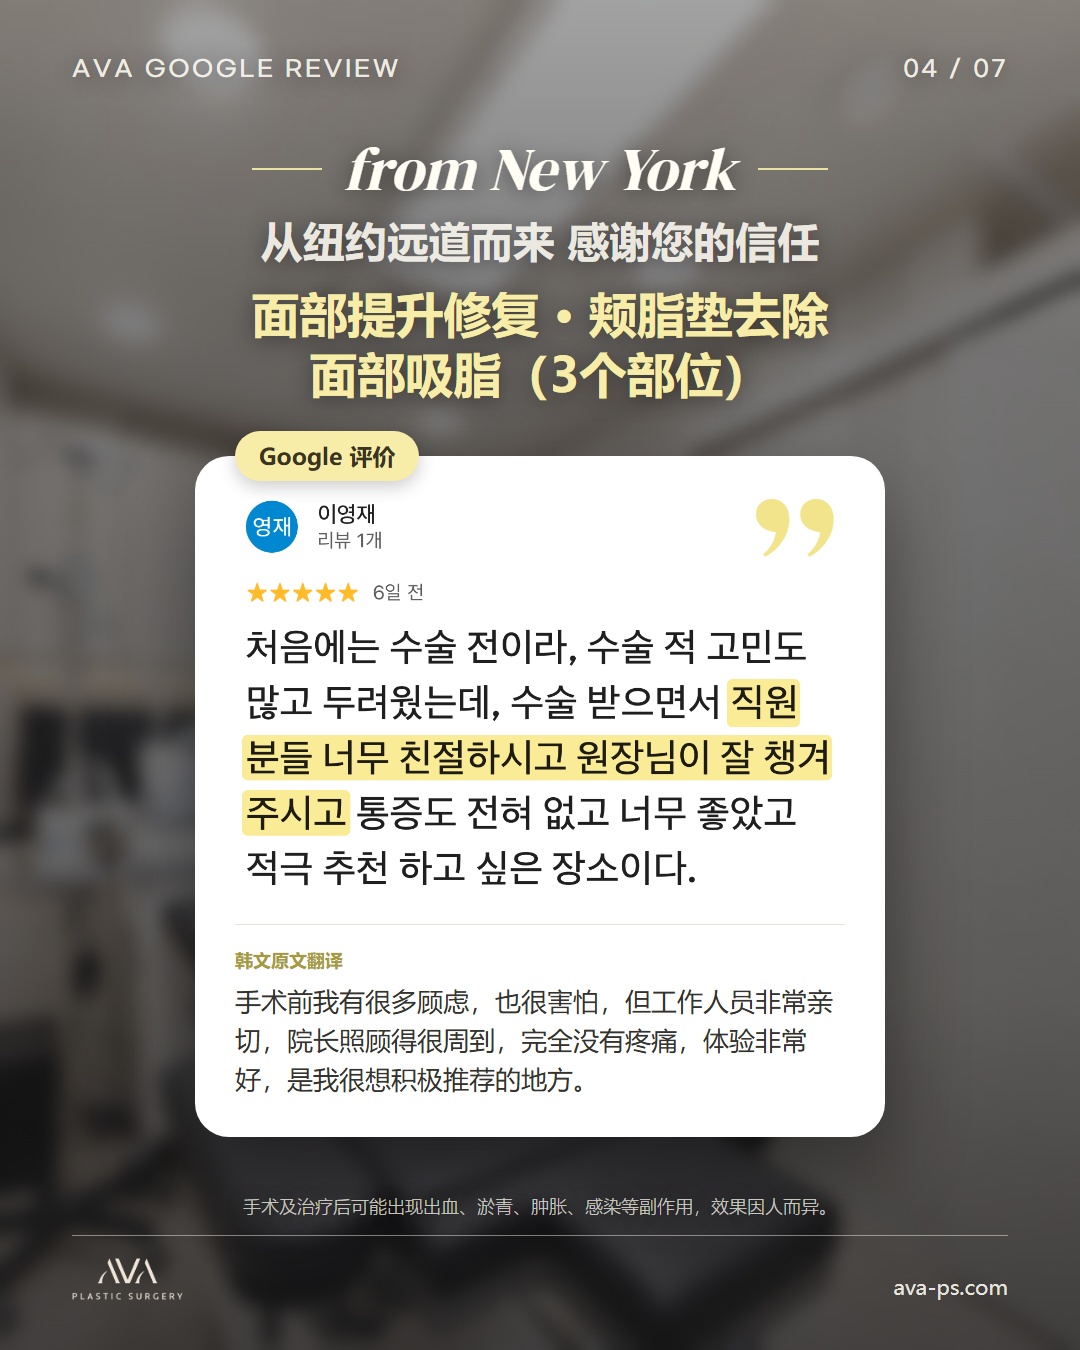 AVA GOOGLE REVIEW
04 / 07
from New York
从纽约远道而来 感谢您的信任
面部提升修复・颊脂垫去除
面部吸脂（3个部位）
Google 评价
영재
이영재
리뷰 1개
★★★★★ 6일 전
처음에는 수술 전이라, 수술 적 고민도
많고 두려웠는데, 수술 받으면서 직원
분들 너무 친절하시고 원장님이 잘 챙겨
주시고 통증도 전혀 없고 너무 좋았고
적극 추천 하고 싶은 장소이다.
韩文原文翻译
手术前我有很多顾虑，也很害怕，但工作人员非常亲
切，院长照顾得很周到，完全没有疼痛，体验非常
好，是我很想积极推荐的地方。
手术及治疗后可能出现出血、淤青、肿胀、感染等副作用，效果因人而异。
AVA
PLASTIC SURGERY
ava-ps.com